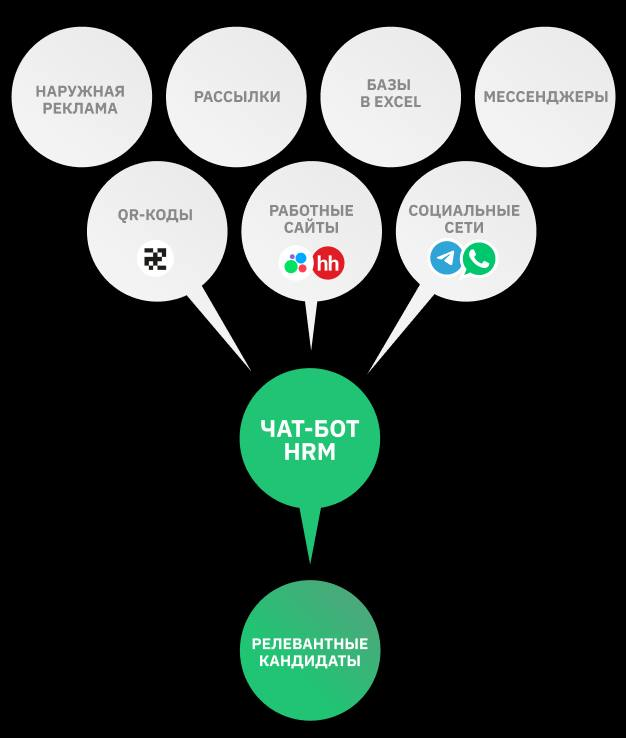 НАРУЖНАЯ
РЕКЛАМА
РАССЫЛКИ
БАЗЫ
В EXCEL
МЕССЕНДЖЕРЫ
QR-КОДЫ
РАБОТНЫЕ
САЙТЫ
hh
СОЦИАЛЬНЫЕ
СЕТИ
ЧАТ-БОТ
HRM
РЕЛЕВАНТНЫЕ
КАНДИДАТЫ